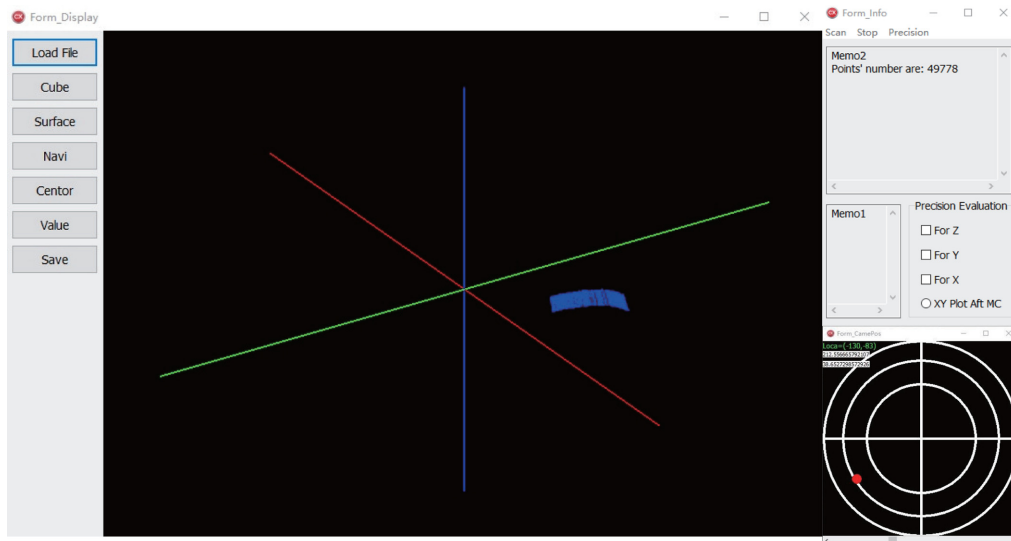 Form_Display
Load File
Cube
Surface
Navi
Centor
Value
Save
Form_Info
Scan Stop Precision
Memo2
Points' number are: 49778
Memo1
Precision Evaluation
For Z
For Y
For X
XY Plot Aft MC
Form_CamePos
Loca=(-130,-83)